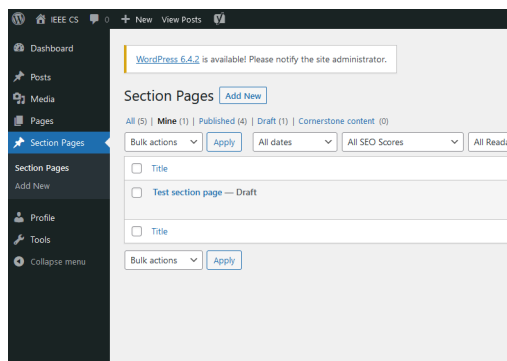 IEEE CS 0 + New View Posts
Dashboard
Posts
Media
Pages
Section Pages
Section Pages
Add New
Profile
Tools
Collapse menu
WordPress 6.4.2 is available! Please notify the site administrator.
Section Pages Add New
All (5) | Mine (1) | Published (4) | Draft (1) | Cornerstone content (0)
Bulk actions Apply All dates All SEO Scores All Reada
Title
Test section page — Draft
Title
Bulk actions Apply